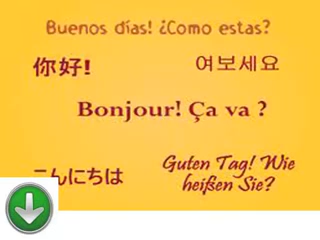 Buenos días! ¿Como estas?
你好!
여보세요
Bonjour! Ça va ?
こんにちは
Guten Tag! Wie
heißen Sie?